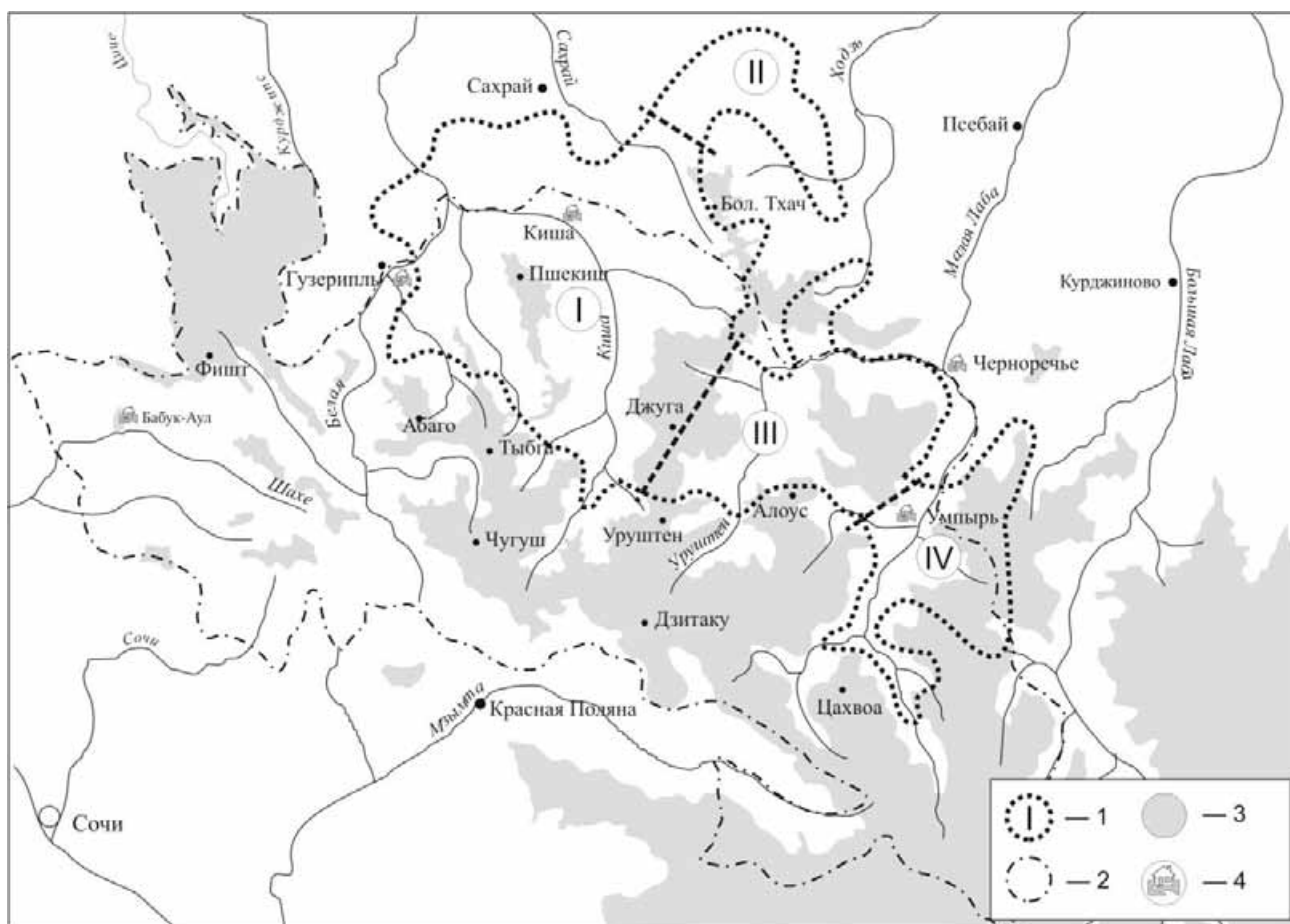 Пшеха
Курджипс
Сахрай
Сахрай
II
Ходзь
Псебай
Бол. Тхач
Малая Лаба
Киша
Гузерипль
Пшекиш
I
Киша
Курджиново
Большая Лаба
Фишт
Белая
Черноречье
Бабук-Аул
Абаго
Джуга
III
Тыбга
Шахе
Алоус
Умпырь
Чугуш
Уруштен
Уруштен
IV
Дзитаку
Сочи
Мзымта
Красная Поляна
Цахвоа
Сочи
I — 1
— 3
— 2
— 4